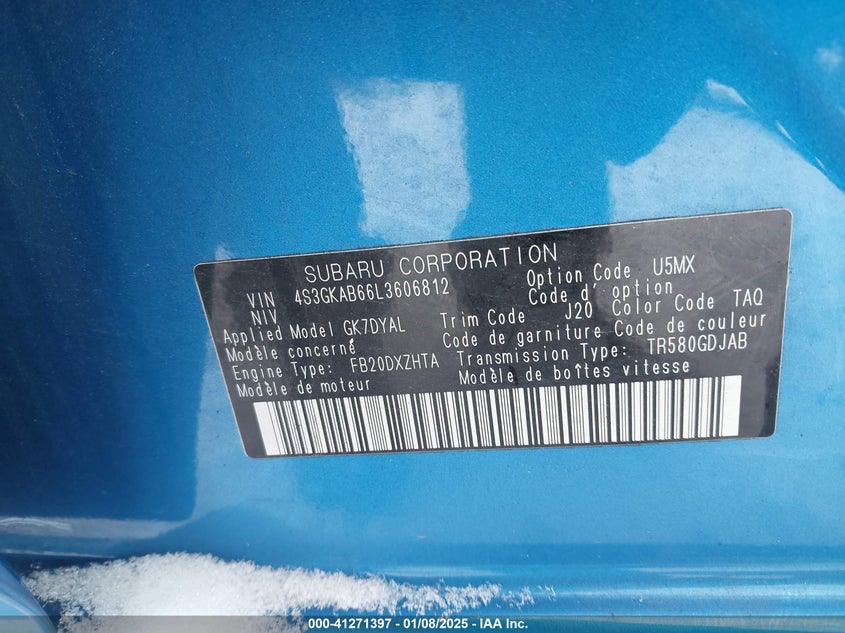 SUBARU CORPORATION
VIN 4S3GKAB66L3606812 Option Code U5MX
NIV Code d' option
Applied Model GK7DYAL Trim Code J20 Color Code TAQ
Modèle concerné Code de garniture Code de couleur
Engine Type: FB20DXZHTA Transmission Type: TR580GDJAB
Modèle de moteur Modèle de boîtes vitesse
000-41271397 - 01/08/2025 - IAA Inc.